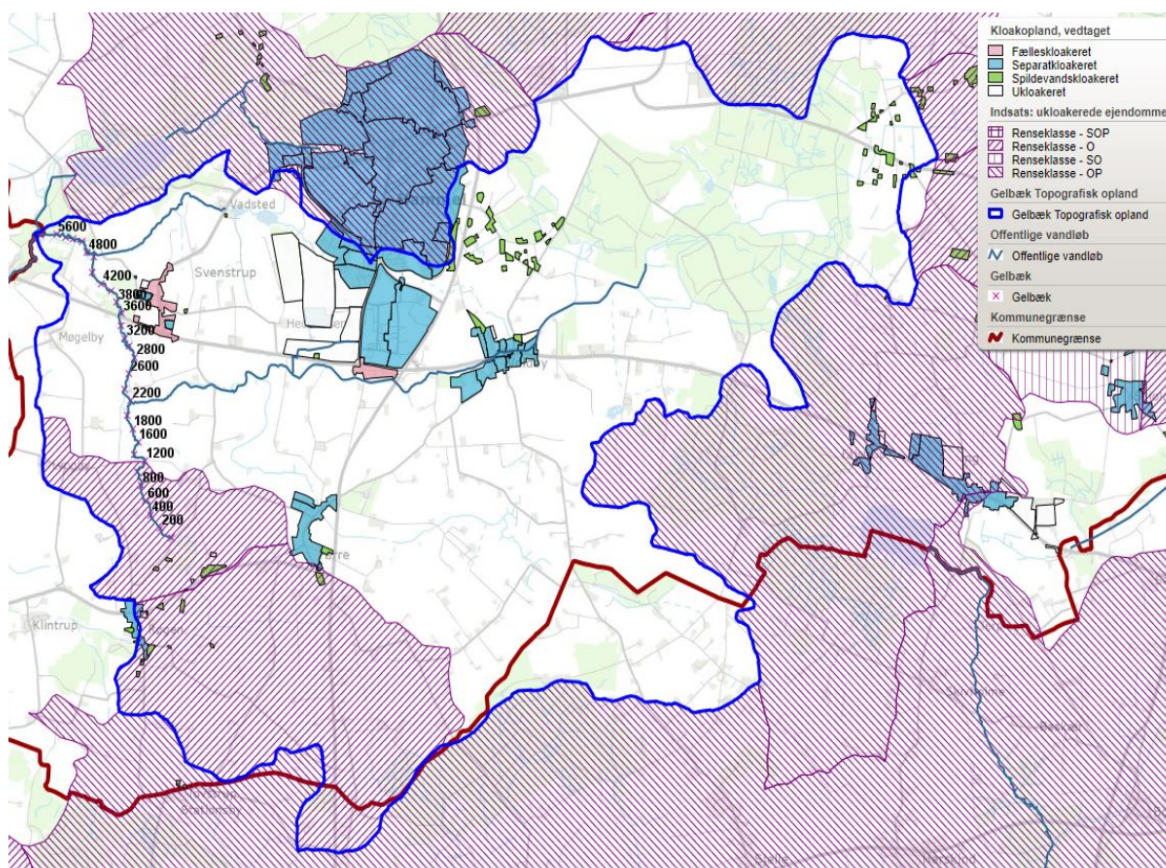 Kloakopland, vedtaget
Fælleskloakeret
Separatkloakeret
Spildevandskloakeret
Ukloakeret
Indsats: ukloakerede ejendomme
Renseklasse - SOP
Renseklasse - O
Renseklasse - SO
Renseklasse - OP
Gelbæk Topografisk opland
Gelbæk Topografisk opland
Offentlige vandløb
Offentlige vandløb
Gelbæk
Gelbæk
Kommunegrænse
Kommunegrænse
Vadsted
5600
4800
Svenstrup
4200
3800
3600
3200
Møgelby
2800
2600
2200
1800
1600
1200
800
600
400
200
Klintrup
Stationsby